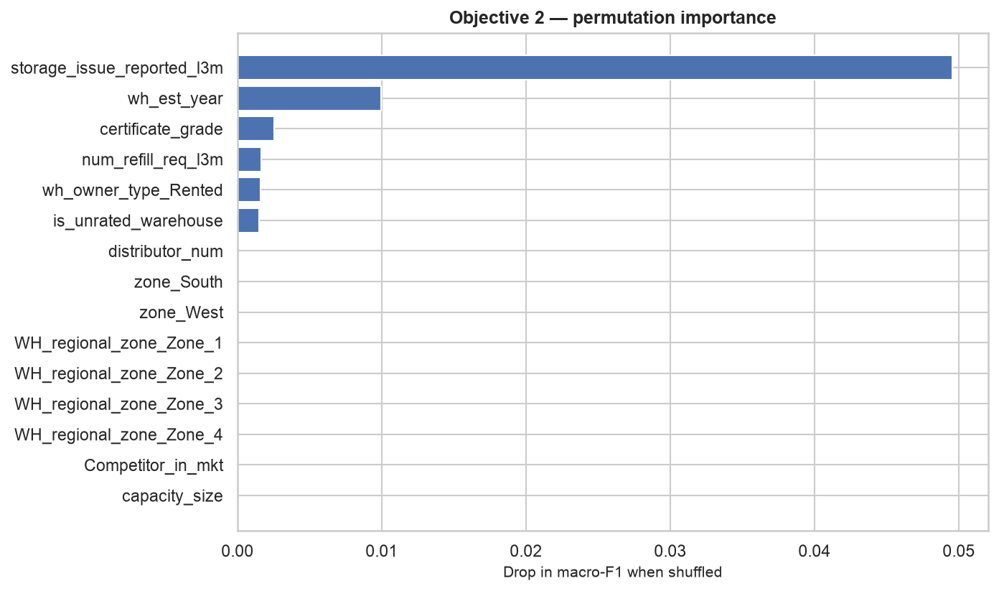 Objective 2 — permutation importance
storage_issue_reported_l3m
wh_est_year
certificate_grade
num_refill_req_l3m
wh_owner_type_Rented
is_unrated_warehouse
distributor_num
zone_South
zone_West
WH_regional_zone_Zone_1
WH_regional_zone_Zone_2
WH_regional_zone_Zone_3
WH_regional_zone_Zone_4
Competitor_in_mkt
capacity_size
0.00 0.01 0.02 0.03 0.04 0.05
Drop in macro-F1 when shuffled